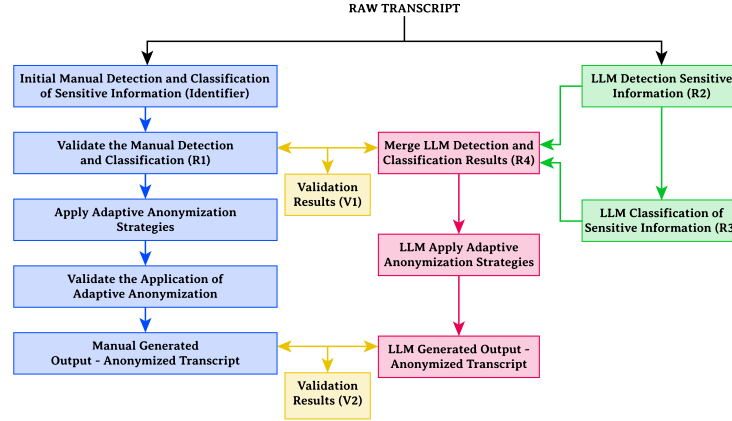 RAW TRANSCRIPT
Initial Manual Detection and Classification
of Sensitive Information (Identifier)
LLM Detection Sensitive
Information (R2)
Validate the Manual Detection
and Classification (R1)
Merge LLM Detection and
Classification Results (R4)
Validation
Results (V1)
Apply Adaptive Anonymization
Strategies
LLM Classification of
Sensitive Information (R3
LLM Apply Adaptive
Anonymization Strategies
Validate the Application of
Adaptive Anonymization
Manual Generated
Output - Anonymized Transcript
LLM Generated Output -
Anonymized Transcript
Validation
Results (V2)